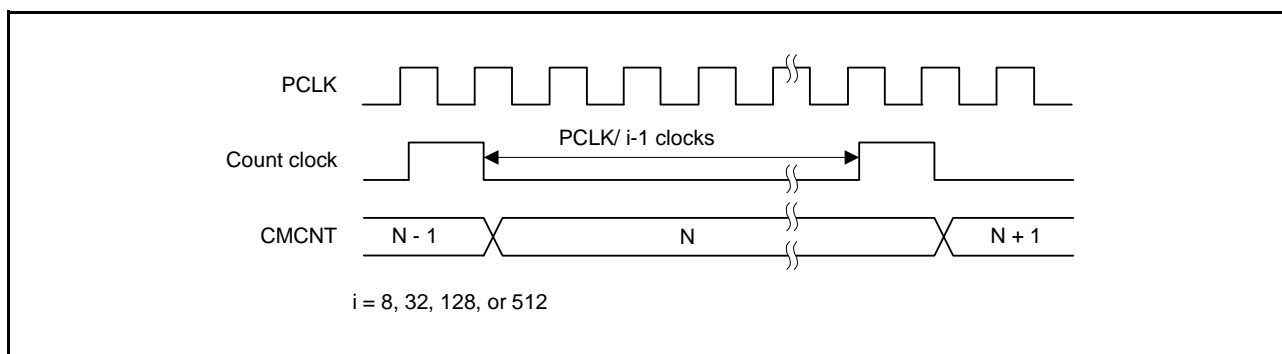 PCLK
PCLK/ i-1 clocks
Count clock
CMCNT
N - 1
N
N + 1
i = 8, 32, 128, or 512